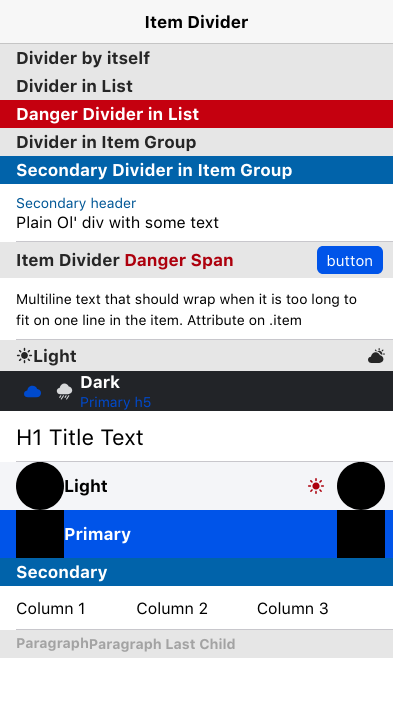 Item Divider
Divider by itself
Divider in List
Danger Divider in List
Divider in Item Group
Secondary Divider in Item Group
Secondary header
Plain Ol' div with some text
Item Divider Danger Span button
Multiline text that should wrap when it is too long to
fit on one line in the item. Attribute on .item
Light
Dark
Primary h5
H1 Title Text
Light
Primary
Secondary
Column 1 Column 2 Column 3
ParagraphParagraph Last Child